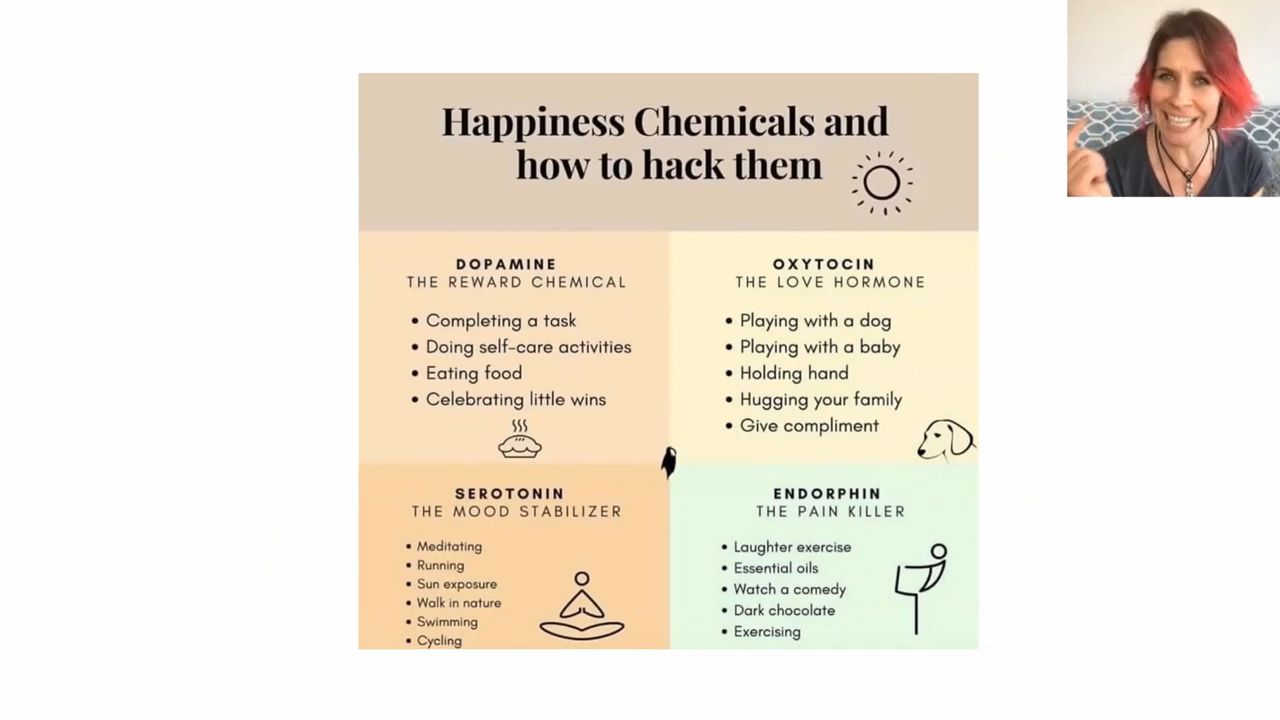 Happiness Chemicals and
how to hack them
DOPAMINE
THE REWARD CHEMICAL
• Completing a task
• Doing self-care activities
• Eating food
• Celebrating little wins
OXYTOCIN
THE LOVE HORMONE
• Playing with a dog
• Playing with a baby
• Holding hand
• Hugging your family
• Give compliment
SEROTONIN
THE MOOD STABILIZER
• Meditating
• Running
• Sun exposure
• Walk in nature
• Swimming
• Cycling
ENDORPHIN
THE PAIN KILLER
• Laughter exercise
• Essential oils
• Watch a comedy
• Dark chocolate
• Exercising